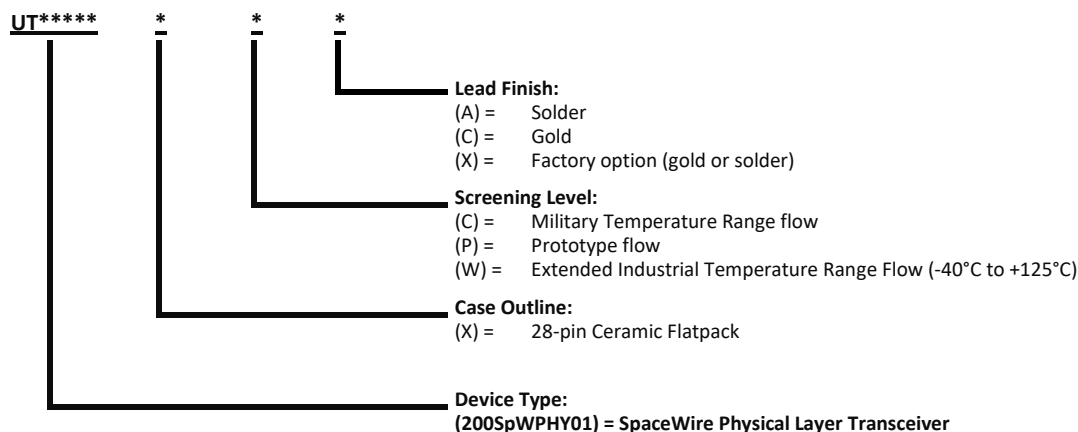 UT***** * * *
Lead Finish:
(A) = Solder
(C) = Gold
(X) = Factory option (gold or solder)
Screening Level:
(C) = Military Temperature Range flow
(P) = Prototype flow
(W) = Extended Industrial Temperature Range Flow (-40°C to +125°C)
Case Outline:
(X) = 28-pin Ceramic Flatpack
Device Type:
(200SpWPHY01) = SpaceWire Physical Layer Transceiver